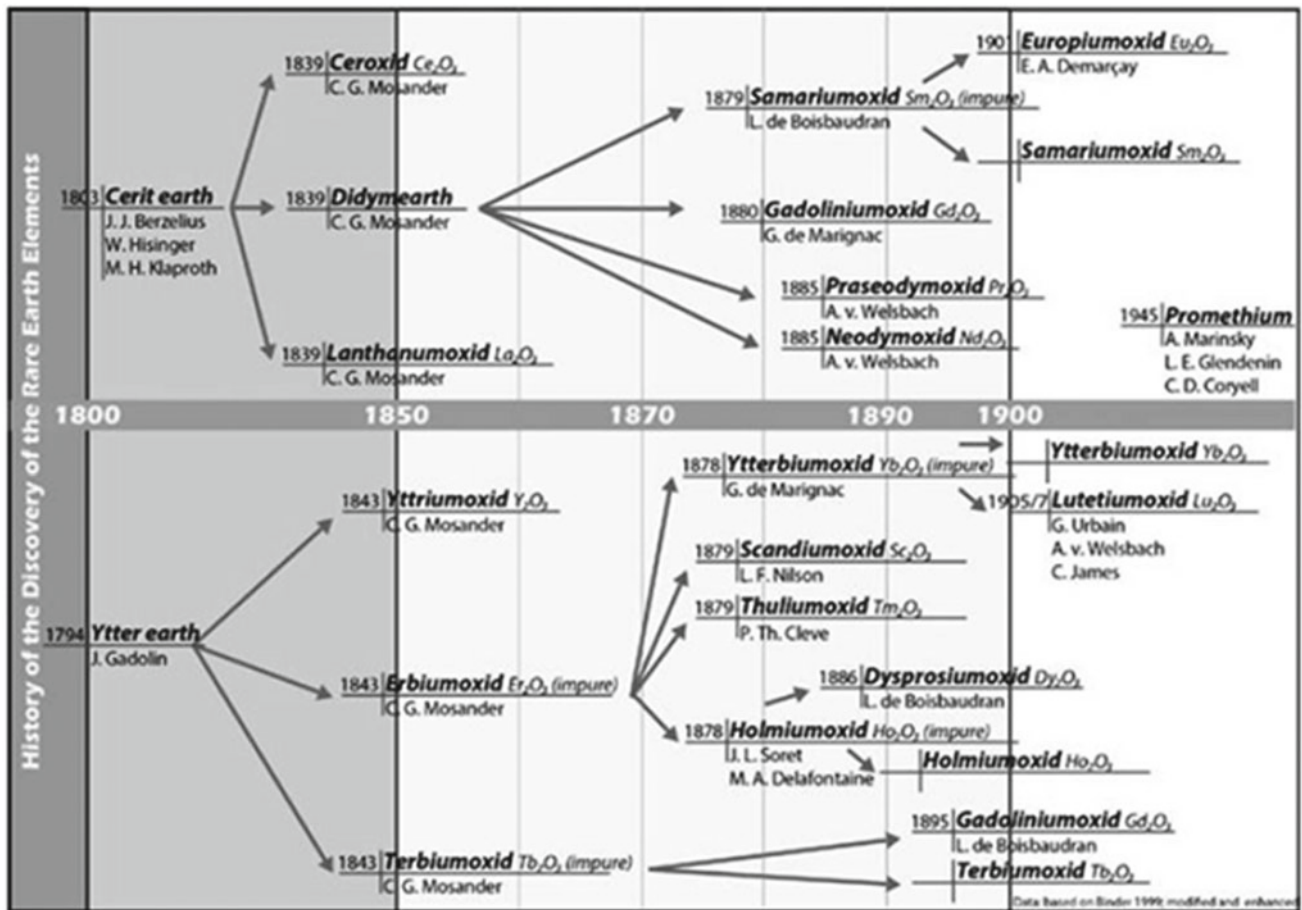 History of the Discovery of the Rare Earth Elements
1803 Cerit earth
J. J. Berzelius
W. Hisinger
M. H. Klaproth
1839 Ceroxid Ce₂O₃
C. G. Mosander
1839 Didymearth
C. G. Mosander
1839 Lanthanumoxid La₂O₃
C. G. Mosander
1879 Samariumoxid Sm₂O₃ (impure)
L. de Boisbaudran
1901 Europiumoxid Eu₂O₃
E. A. Demarçay
Samariumoxid Sm₂O₃
1880 Gadoliniumoxid Gd₂O₃
G. de Marignac
1885 Praseodymoxid Pr₂O₃
A. v. Welsbach
1885 Neodymoxid Nd₂O₃
A. v. Welsbach
1945 Promethium
A. Marinsky
L. E. Glendenin
C. D. Coryell
1800 1850 1870 1890 1900
1794 Ytter earth
J. Gadolin
1843 Yttriumoxid Y₂O₃
C. G. Mosander
1843 Erbiumoxid Er₂O₃ (impure)
C. G. Mosander
1843 Terbiumoxid Tb₂O₃ (impure)
C. G. Mosander
1878 Ytterbiumoxid Yb₂O₃ (impure)
G. de Marignac
Ytterbiumoxid Yb₂O₃
1905/7 Lutetiumoxid Lu₂O₃
G. Urbain
A. v. Welsbach
C. James
1879 Scandiumoxid Sc₂O₃
L. F. Nilson
1879 Thuliumoxid Tm₂O₃
P. Th. Cleve
1886 Dysprosiumoxid Dy₂O₃
L. de Boisbaudran
1878 Holmiumoxid Ho₂O₃ (impure)
J. L. Soret
M. A. Delafontaine
Holmiumoxid Ho₂O₃
1895 Gadoliniumoxid Gd₂O₃
L. de Boisbaudran
Terbiumoxid Tb₂O₃
Data based on Binder 1999; modified and enhanced